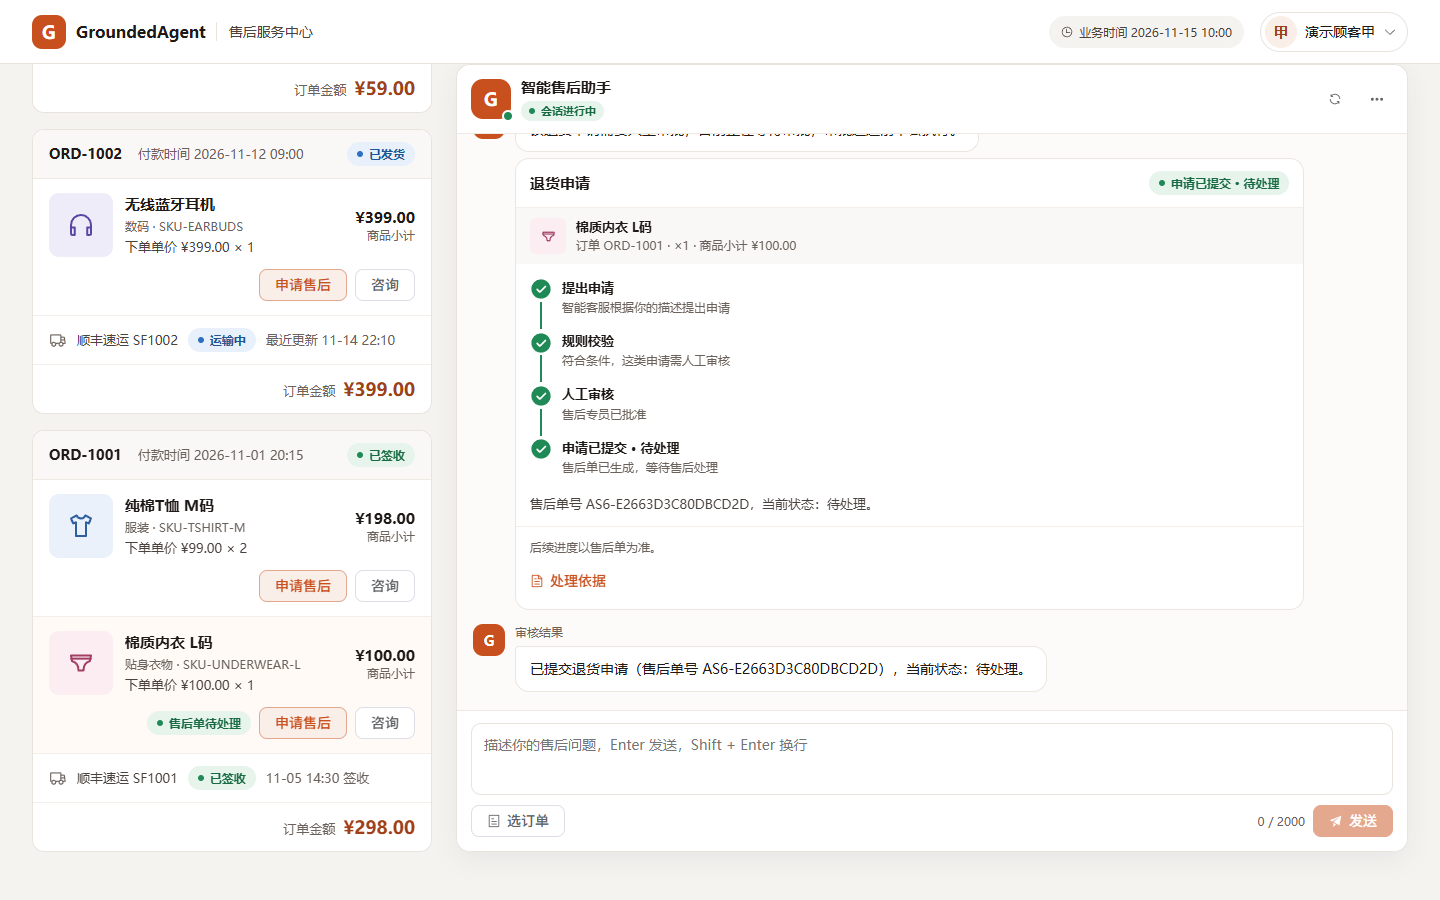 G GroundedAgent 售后服务中心
业务时间 2026-11-15 10:00
甲 演示顾客甲
订单金额 ¥59.00
ORD-1002 付款时间 2026-11-12 09:00 已发货
无线蓝牙耳机
数码 · SKU-EARBUDS
下单单价 ¥399.00 × 1
¥399.00
商品小计
申请售后 咨询
顺丰速运 SF1002 运输中 最近更新 11-14 22:10
订单金额 ¥399.00
ORD-1001 付款时间 2026-11-01 20:15 已签收
纯棉T恤 M码
服装 · SKU-TSHIRT-M
下单单价 ¥99.00 × 2
¥198.00
商品小计
申请售后 咨询
棉质内衣 L码
贴身衣物 · SKU-UNDERWEAR-L
下单单价 ¥100.00 × 1
¥100.00
商品小计
售后单待处理 申请售后 咨询
顺丰速运 SF1001 已签收 11-05 14:30 签收
订单金额 ¥298.00
G 智能售后助手
会话进行中
退货申请 申请已提交 • 待处理
棉质内衣 L码
订单 ORD-1001 · ×1 · 商品小计 ¥100.00
提出申请
智能客服根据你的描述提出申请
规则校验
符合条件，这类申请需人工审核
人工审核
售后专员已批准
申请已提交 • 待处理
售后单已生成，等待售后处理
售后单号 AS6-E2663D3C80DBCD2D，当前状态：待处理。
后续进度以售后单为准。
处理依据
G 审核结果
已提交退货申请（售后单号 AS6-E2663D3C80DBCD2D），当前状态：待处理。
描述你的售后问题，Enter 发送，Shift + Enter 换行
选订单
0 / 2000 发送